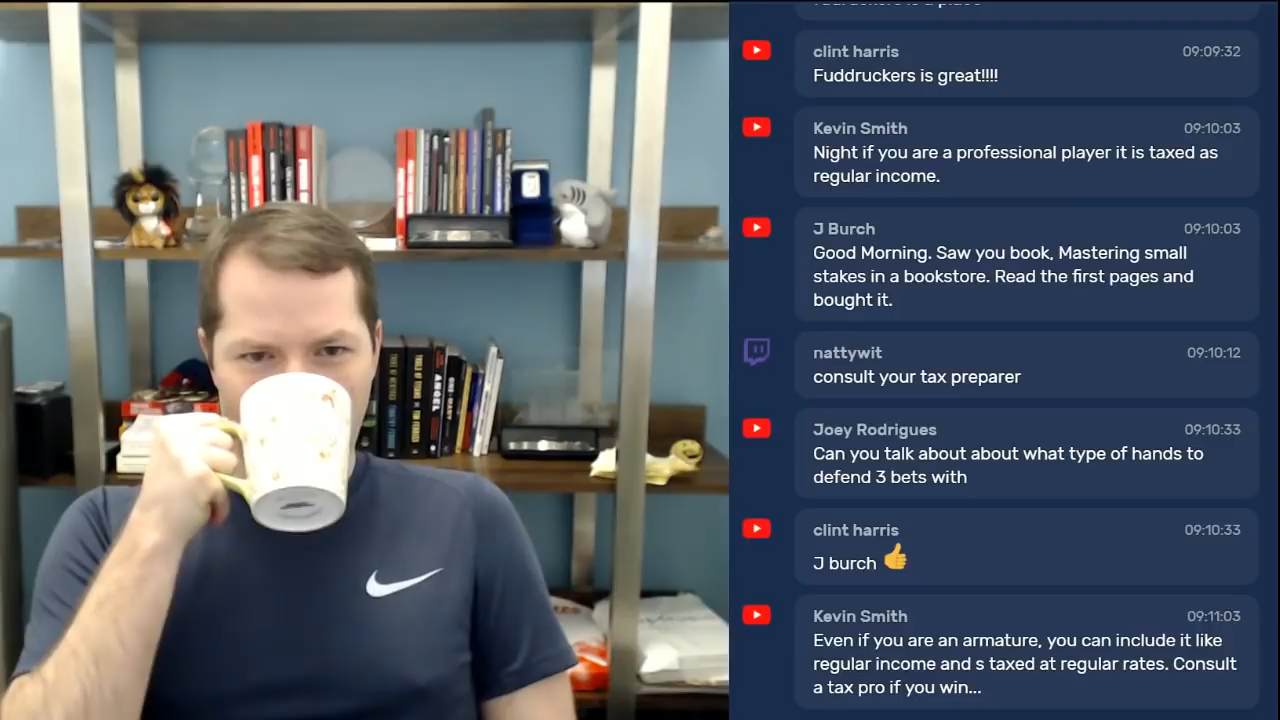 clint harris
09:09:32
Fuddruckers is great!!!!
Kevin Smith
09:10:03
Night if you are a professional player it is taxed as
regular income.
J Burch
09:10:03
Good Morning. Saw you book, Mastering small
stakes in a bookstore. Read the first pages and
bought it.
nattywit
09:10:12
consult your tax preparer
Joey Rodrigues
09:10:33
Can you talk about about what type of hands to
defend 3 bets with
clint harris
09:10:33
J burch
Kevin Smith
09:11:03
Even if you are an armature, you can include it like
regular income and s taxed at regular rates. Consult
a tax pro if you win...
ANGEL